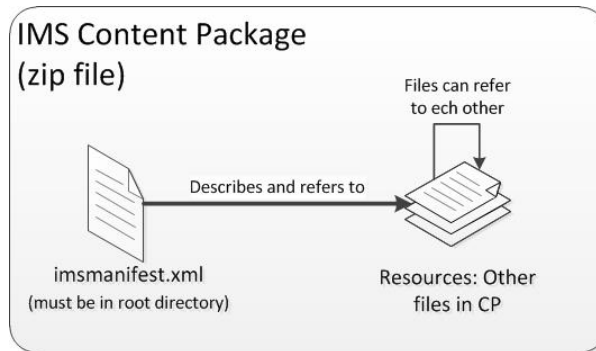 IMS Content Package
(zip file)
Files can refer
to ech other
Describes and refers to
imsmanifest.xml
(must be in root directory)
Resources: Other
files in CP